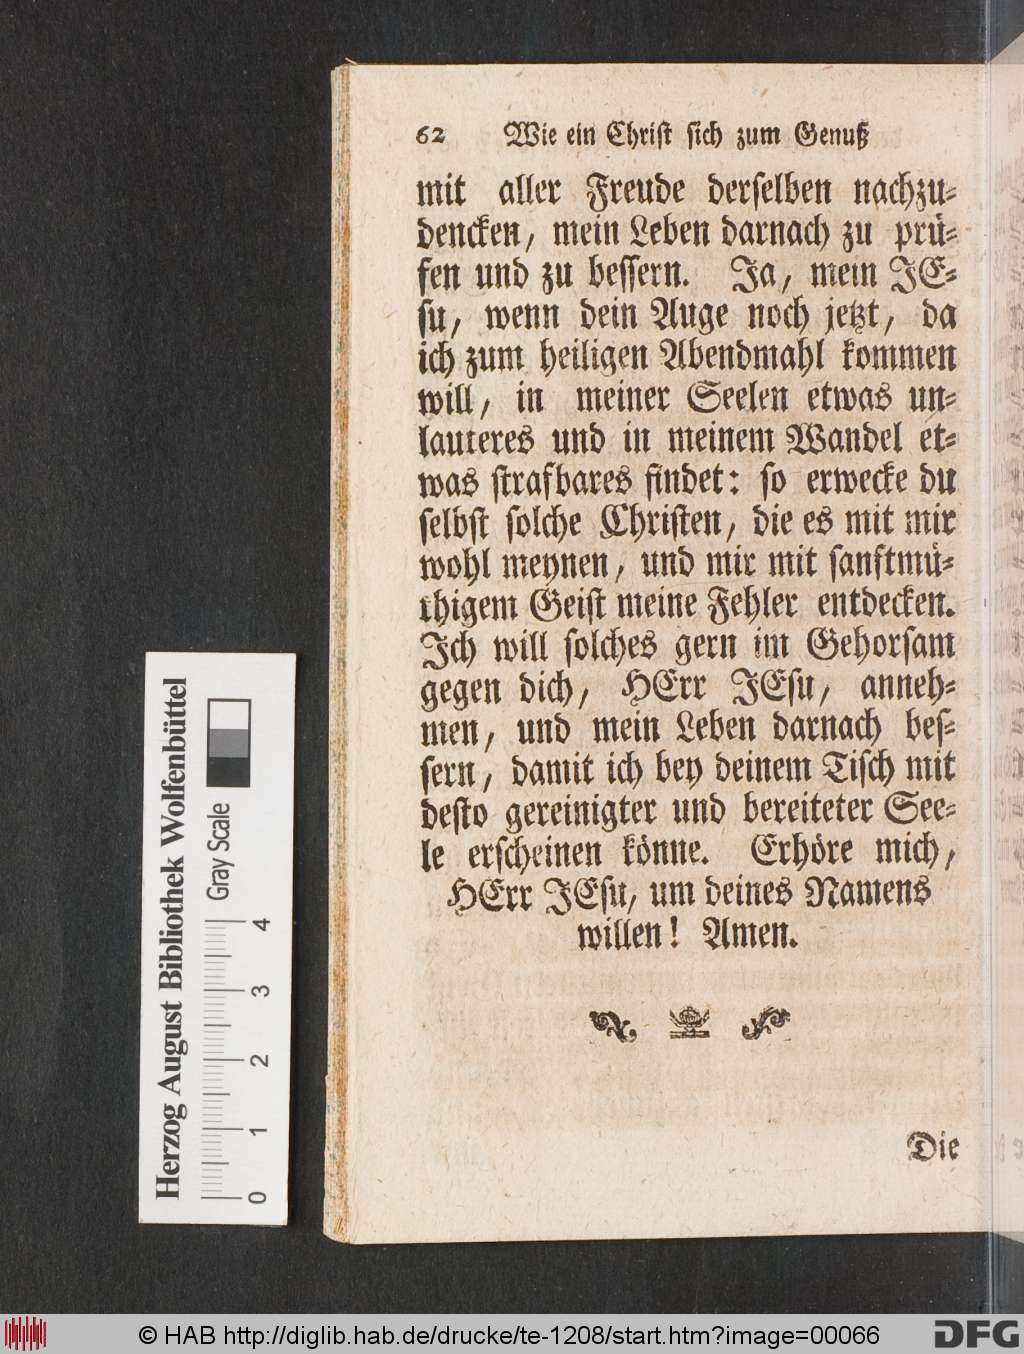 62 Wie ein Christ sich zum Genuß
mit aller Freude derselben nachzu-
dencken, mein Leben darnach zu prü-
fen und zu bessern. Ja, mein JE-
su, wenn dein Auge noch jetzt, da
ich zum heiligen Abendmahl kommen
will, in meiner Seelen etwas un-
lauteres und in meinem Wandel et-
was strafbares findet: so erwecke du
selbst solche Christen, die es mit mir
wohl meynen, und mir mit sanftmü-
thigem Geist meine Fehler entdecken.
Ich will solches gern im Gehorsam
gegen dich, HErr JEsu, anneh-
men, und mein Leben darnach bes-
sern, damit ich bey deinem Tisch mit
desto gereinigter und bereiteter See-
le erscheinen könne. Erhöre mich,
HErr JEsu, um deines Namens
willen! Amen.
Die
Herzog August Bibliothek Wolfenbüttel
Gray Scale
0 1 2 3 4
© HAB http://diglib.hab.de/drucke/te-1208/start.htm?image=00066
DFG